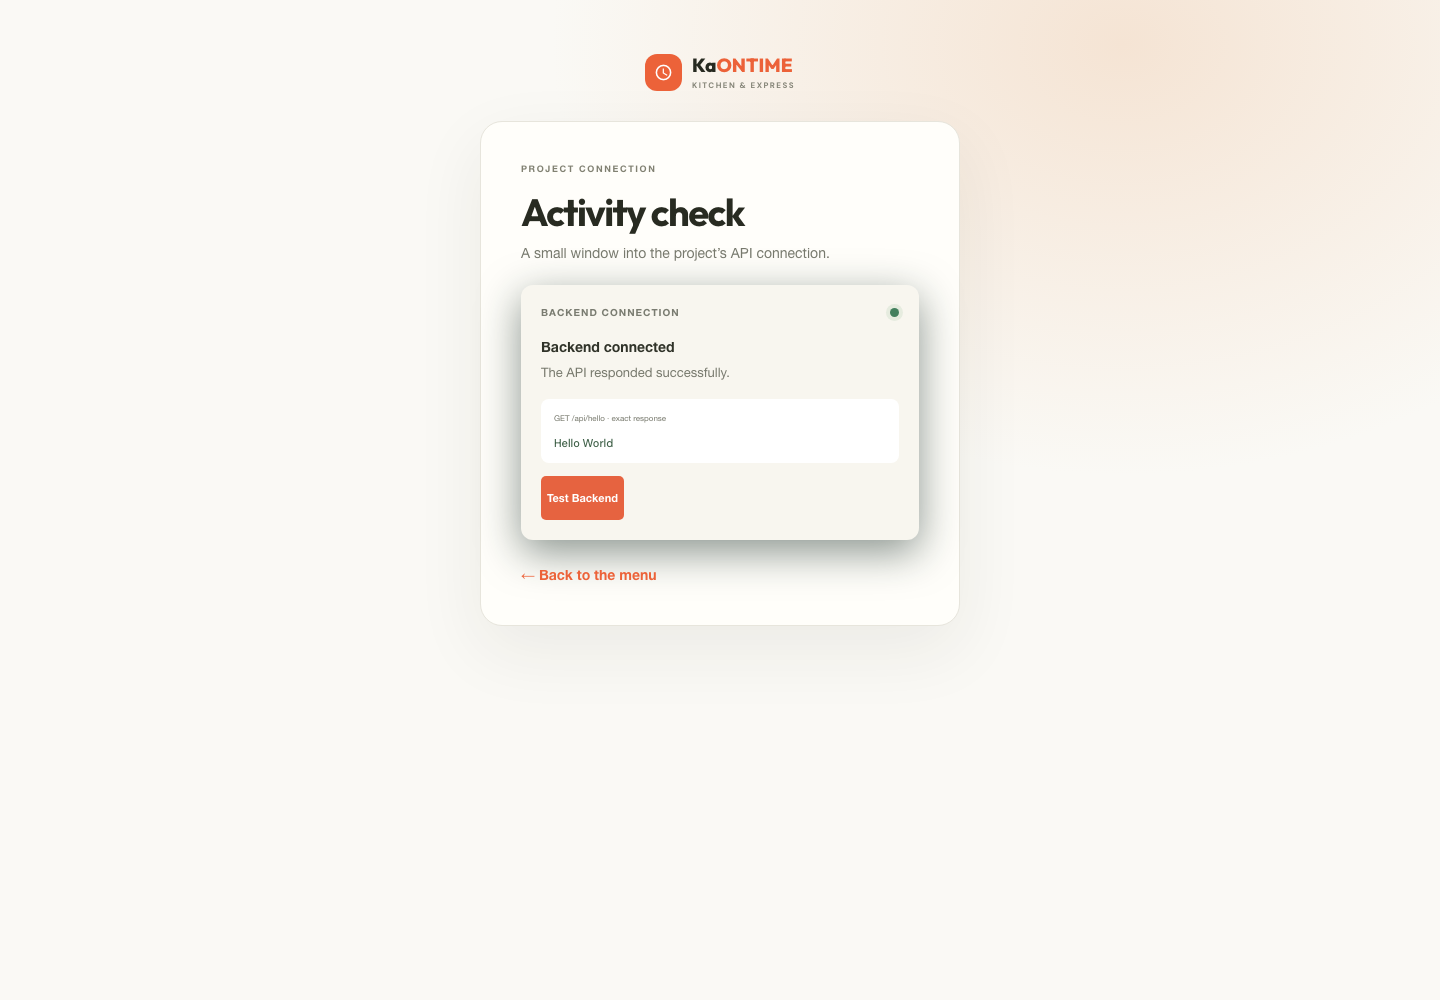 KaONTIME
KITCHEN & EXPRESS
PROJECT CONNECTION
Activity check
A small window into the project’s API connection.
BACKEND CONNECTION
Backend connected
The API responded successfully.
GET /api/hello · exact response
Hello World
Test Backend
← Back to the menu